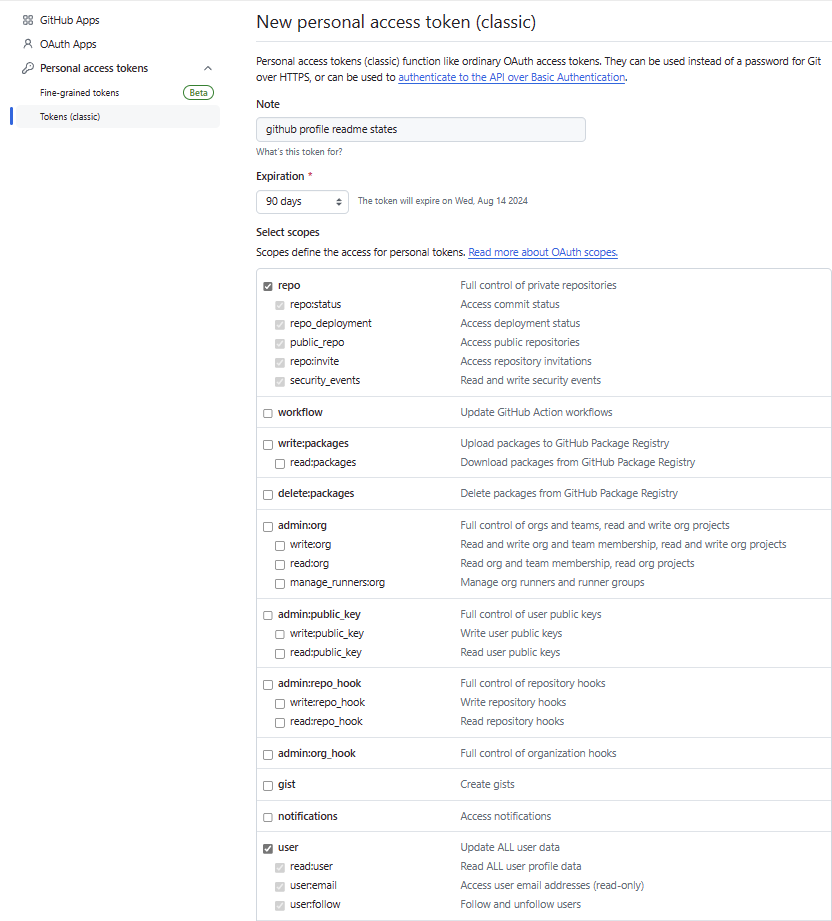 GitHub Apps
OAuth Apps
Personal access tokens
Fine-grained tokens Beta
Tokens (classic)
New personal access token (classic)
Personal access tokens (classic) function like ordinary OAuth access tokens. They can be used instead of a password for Git
over HTTPS, or can be used to authenticate to the API over Basic Authentication.
Note
github profile readme states
What's this token for?
Expiration *
90 days The token will expire on Wed, Aug 14 2024
Select scopes
Scopes define the access for personal tokens. Read more about OAuth scopes.
repo Full control of private repositories
repo:status Access commit status
repo_deployment Access deployment status
public_repo Access public repositories
repo:invite Access repository invitations
security_events Read and write security events
workflow Update GitHub Action workflows
write:packages Upload packages to GitHub Package Registry
read:packages Download packages from GitHub Package Registry
delete:packages Delete packages from GitHub Package Registry
admin:org Full control of orgs and teams, read and write org projects
write:org Read and write org and team membership, read and write org projects
read:org Read org and team membership, read org projects
manage_runners:org Manage org runners and runner groups
admin:public_key Full control of user public keys
write:public_key Write user public keys
read:public_key Read user public keys
admin:repo_hook Full control of repository hooks
write:repo_hook Write repository hooks
read:repo_hook Read repository hooks
admin:org_hook Full control of organization hooks
gist Create gists
notifications Access notifications
user Update ALL user data
read:user Read ALL user profile data
user:email Access user email addresses (read-only)
user:follow Follow and unfollow users